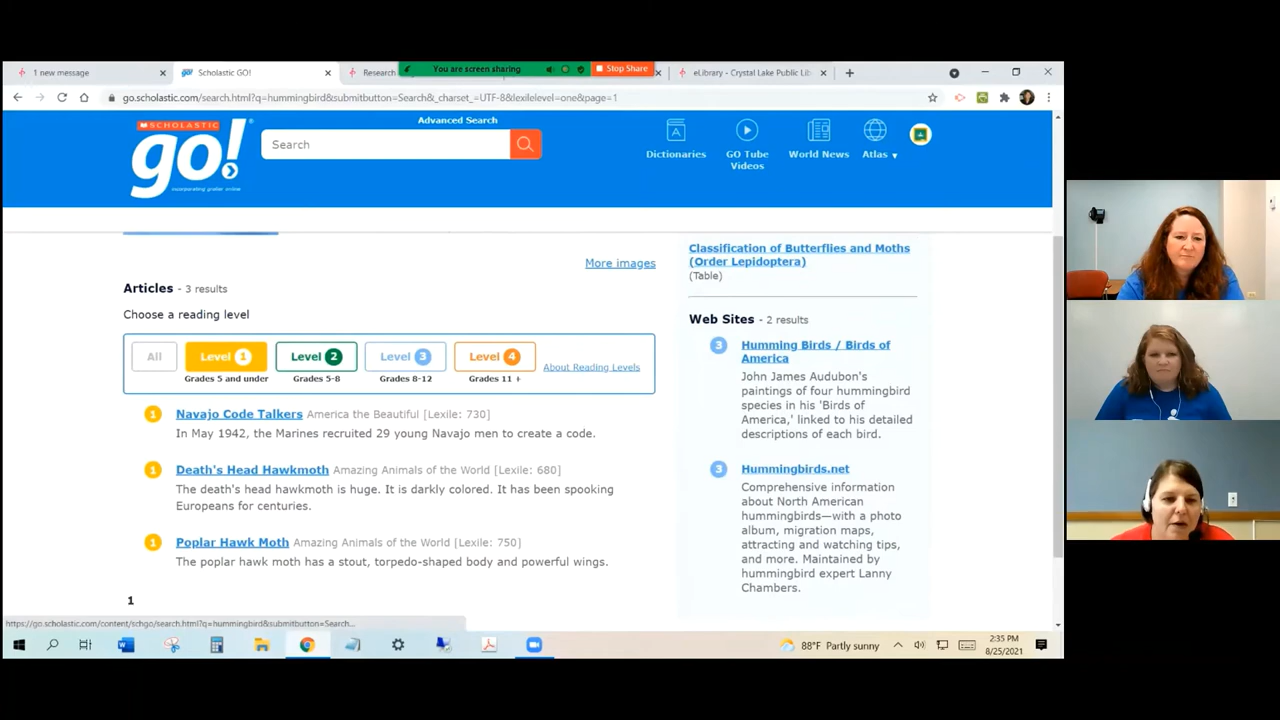 1 new message
Scholastic GO!
Research
You are screen sharing
Stop Share
eLibrary - Crystal Lake Public Lib
go.scholastic.com/search.html?q=hummingbird&submitbutton=Search&_charset_=UTF-8&lexilelevel=one&page=1
SCHOLASTIC
go!
incorporating grolier online
Advanced Search
Search
Dictionaries
GO Tube
Videos
World News
Atlas
More images
Articles - 3 results
Choose a reading level
All
Level 1
Level 2
Level 3
Level 4
Grades 5 and under
Grades 5-8
Grades 8-12
Grades 11 +
About Reading Levels
1 Navajo Code Talkers America the Beautiful [Lexile: 730]
In May 1942, the Marines recruited 29 young Navajo men to create a code.
1 Death's Head Hawkmoth Amazing Animals of the World [Lexile: 680]
The death's head hawkmoth is huge. It is darkly colored. It has been spooking
Europeans for centuries.
1 Poplar Hawk Moth Amazing Animals of the World [Lexile: 750]
The poplar hawk moth has a stout, torpedo-shaped body and powerful wings.
1
Classification of Butterflies and Moths
(Order Lepidoptera)
(Table)
Web Sites - 2 results
3 Humming Birds / Birds of
America
John James Audubon's
paintings of four hummingbird
species in his 'Birds of
America,' linked to his detailed
descriptions of each bird.
3 Hummingbirds.net
Comprehensive information
about North American
hummingbirds—with a photo
album, migration maps,
attracting and watching tips,
and more. Maintained by
hummingbird expert Lanny
Chambers.
https://go.scholastic.com/content/schgo/search.html?q=hummingbird&submitbutton=Search...
88°F Partly sunny
2:35 PM
8/25/2021